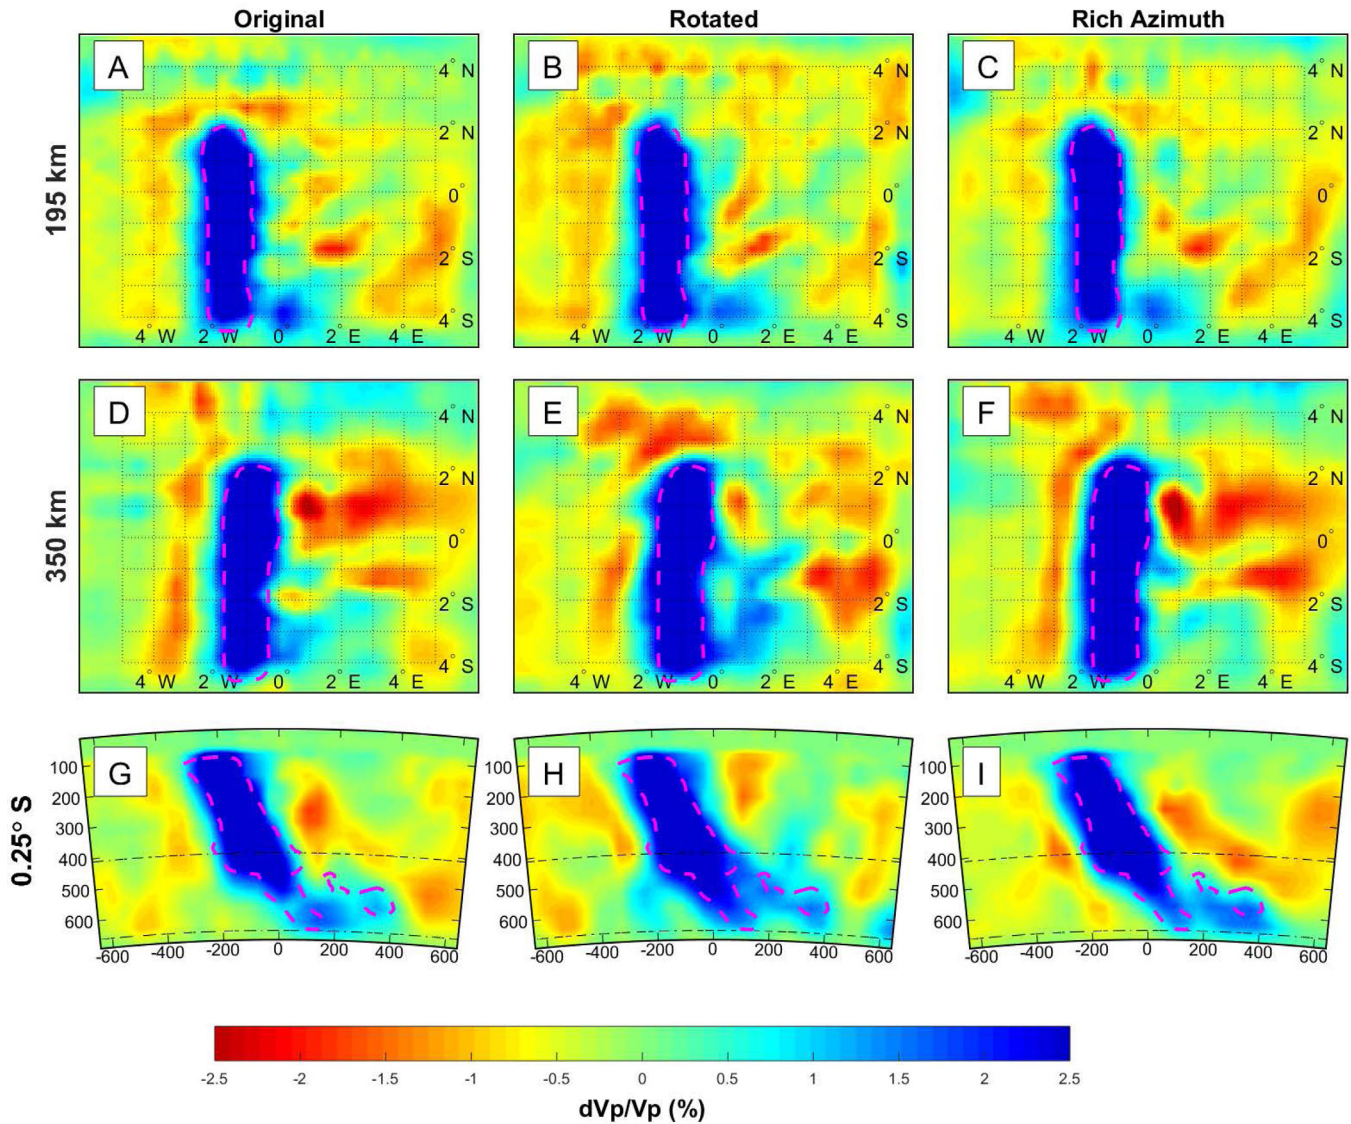 Original Rotated Rich Azimuth
A B C
4° N 4° N 4° N
2° N 2° N 2° N
195 km
0° 0° 0°
2° S 2° S 2° S
4° S 4° S 4° S
4° W 2° W 0° 2° E 4° E 4° W 2° W 0° 2° E 4° E 4° W 2° W 0° 2° E 4° E
D E F
4° N 4° N 4° N
2° N 2° N 2° N
350 km
0° 0° 0°
2° S 2° S 2° S
4° S 4° S 4° S
4° W 2° W 0° 2° E 4° E 4° W 2° W 0° 2° E 4° E 4° W 2° W 0° 2° E 4° E
G H I
100 100 100
200 200 200
300 300 300
0.25° S
400 400 400
500 500 500
600 600 600
-600 -400 -200 0 200 400 600 -600 -400 -200 0 200 400 600 -600 -400 -200 0 200 400 600
-2.5 -2 -1.5 -1 -0.5 0 0.5 1 1.5 2 2.5
dVp/Vp (%)